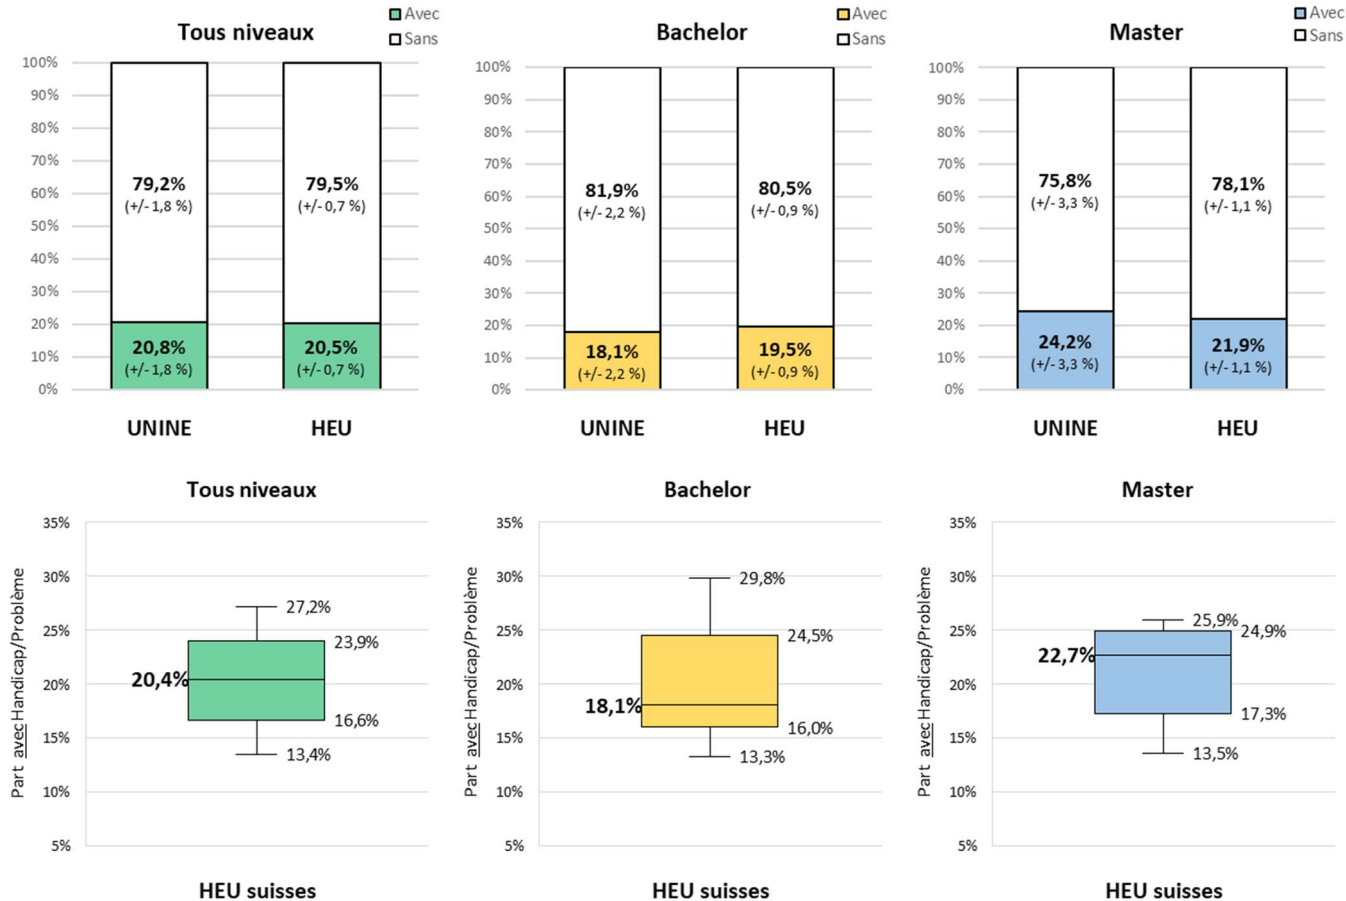 Tous niveaux
Avec
Sans
100%
90%
80%
70%
60%
50%
40%
30%
20%
10%
0%
79,2%
(+/- 1,8 %)
79,5%
(+/- 0,7 %)
20,8%
(+/- 1,8 %)
20,5%
(+/- 0,7 %)
UNINE
HEU
Bachelor
Avec
Sans
100%
90%
80%
70%
60%
50%
40%
30%
20%
10%
0%
81,9%
(+/- 2,2 %)
80,5%
(+/- 0,9 %)
18,1%
(+/- 2,2 %)
19,5%
(+/- 0,9 %)
UNINE
HEU
Master
Avec
Sans
100%
90%
80%
70%
60%
50%
40%
30%
20%
10%
0%
75,8%
(+/- 3,3 %)
78,1%
(+/- 1,1 %)
24,2%
(+/- 3,3 %)
21,9%
(+/- 1,1 %)
UNINE
HEU
Tous niveaux
Part avec Handicap/Problème
35%
30%
25%
20%
15%
10%
5%
27,2%
23,9%
20,4%
16,6%
13,4%
HEU suisses
Bachelor
Part avec Handicap/Problème
35%
30%
25%
20%
15%
10%
5%
29,8%
24,5%
18,1%
16,0%
13,3%
HEU suisses
Master
Part avec Handicap/Problème
35%
30%
25%
20%
15%
10%
5%
25,9%
24,9%
22,7%
17,3%
13,5%
HEU suisses